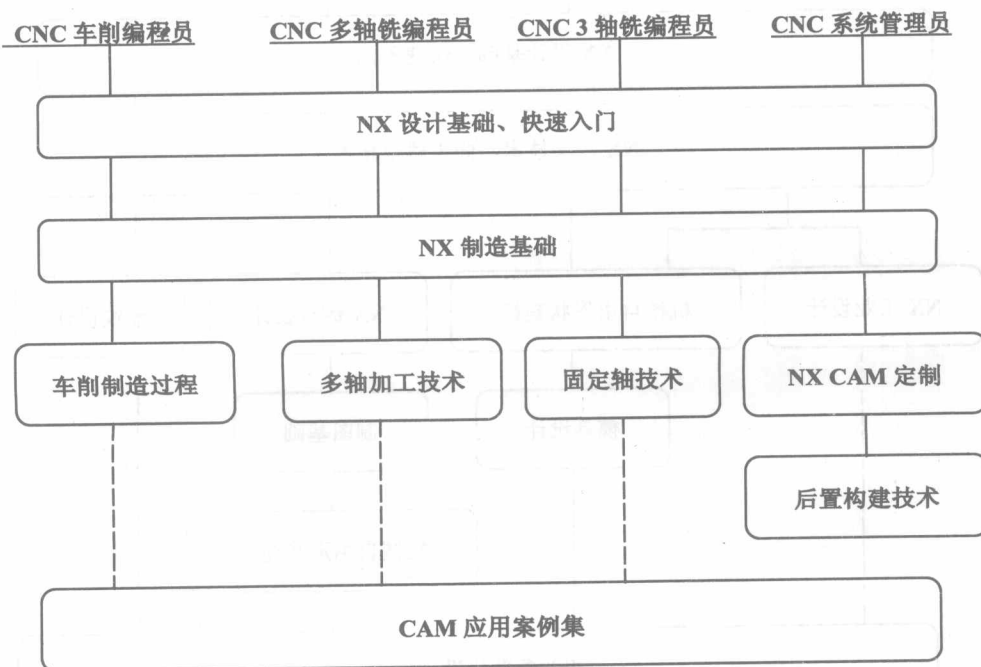 CNC 车削编程员
CNC 多轴铣编程员
CNC 3 轴铣编程员
CNC 系统管理员
NX 设计基础、快速入门
NX 制造基础
车削制造过程
多轴加工技术
固定轴技术
NX CAM 定制
后置构建技术
CAM 应用案例集